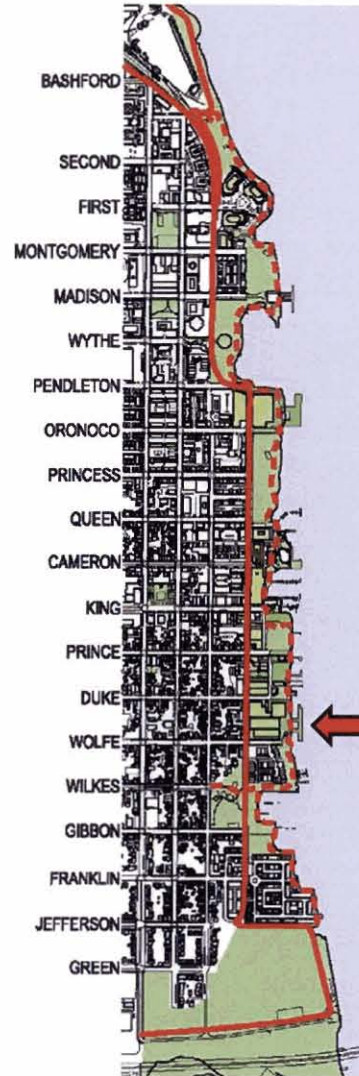 BASHFORD
SECOND
FIRST
MONTGOMERY
MADISON
WYTHE
PENDLETON
ORONOCO
PRINCESS
QUEEN
CAMERON
KING
PRINCE
DUKE
WOLFE
WILKES
GIBBON
FRANKLIN
JEFFERSON
GREEN